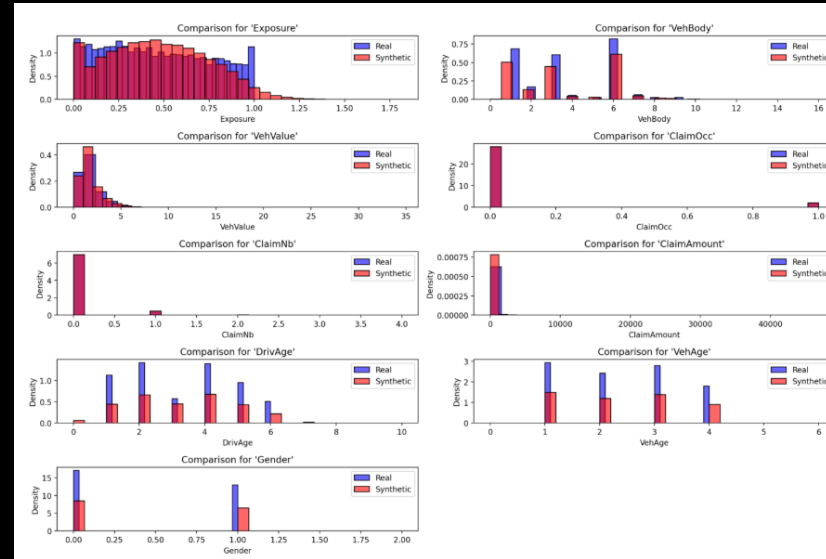 Comparison for 'Exposure'
Density
1.0
0.5
0.0
Real
Synthetic
0.00 0.25 0.50 0.75 1.00 1.25 1.50 1.75
Exposure
Comparison for 'VehBody'
Density
0.75
0.50
0.25
0.00
Real
Synthetic
0 2 4 6 8 10 12 14 16
VehBody
Comparison for 'VehValue'
Density
0.4
0.2
0.0
Real
Synthetic
0 5 10 15 20 25 30 35
VehValue
Comparison for 'ClaimOcc'
Density
20
10
0
Real
Synthetic
0.0 0.2 0.4 0.6 0.8 1.0
ClaimOcc
Comparison for 'ClaimNb'
Density
6
4
2
0
Real
Synthetic
0.0 0.5 1.0 1.5 2.0 2.5 3.0 3.5 4.0
ClaimNb
Comparison for 'ClaimAmount'
Density
0.00075
0.00050
0.00025
0.00000
Real
Synthetic
0 10000 20000 30000 40000
ClaimAmount
Comparison for 'DrivAge'
Density
1.0
0.5
0.0
Real
Synthetic
0 2 4 6 8 10
DrivAge
Comparison for 'VehAge'
Density
3
2
1
0
Real
Synthetic
0 1 2 3 4 5 6
VehAge
Comparison for 'Gender'
Density
15
10
5
0
Real
Synthetic
0.00 0.25 0.50 0.75 1.00 1.25 1.50 1.75 2.00
Gender